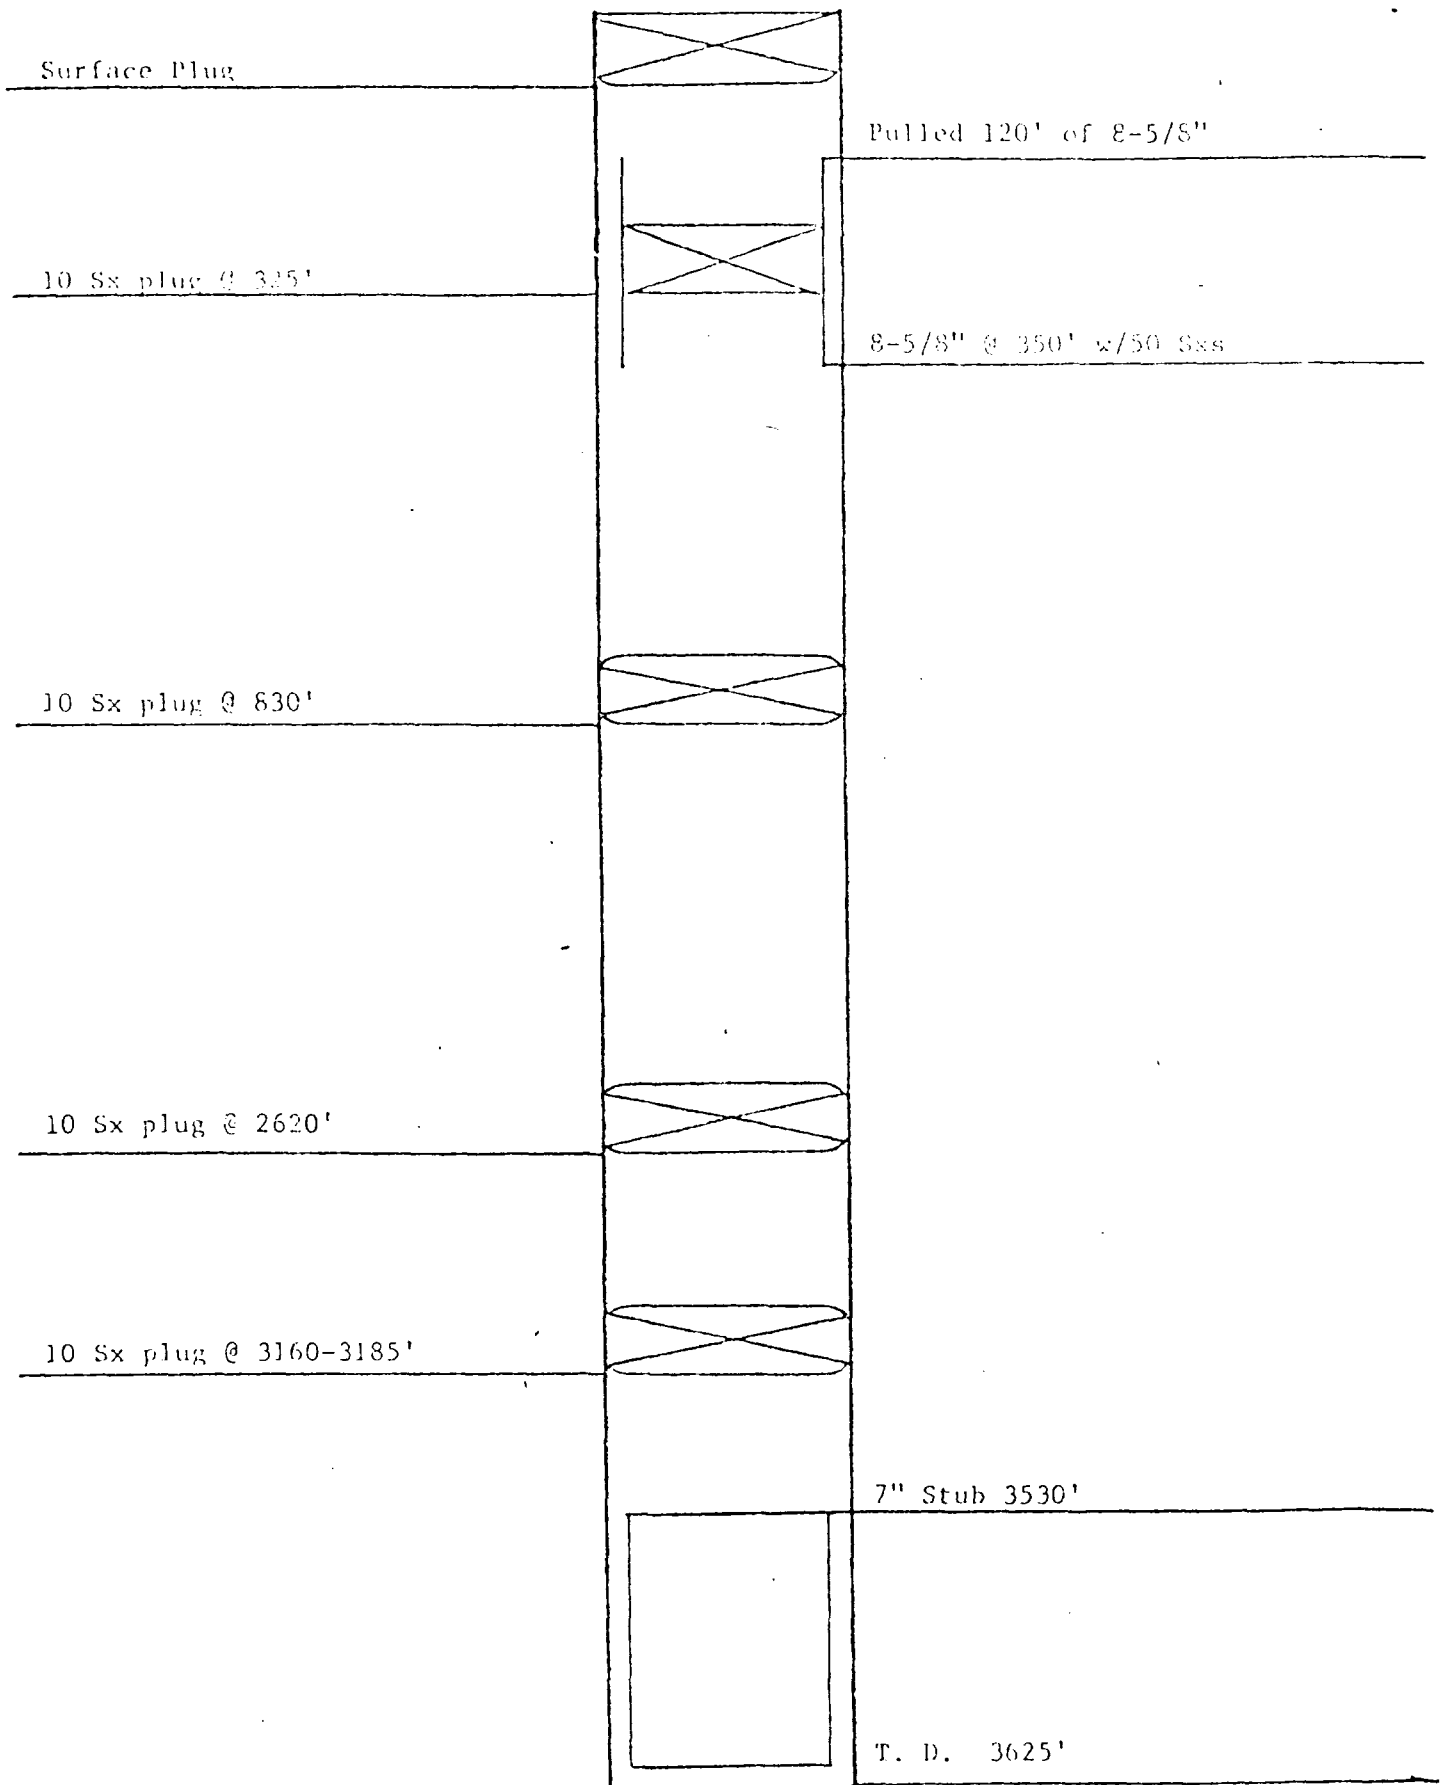 Surface Plug
Pulled 120' of 8-5/8"
10 Sx plug @ 325'
8-5/8" @ 350' w/50 Sxs
10 Sx plug @ 830'
10 Sx plug @ 2620'
10 Sx plug @ 3160-3185'
7" Stub 3530'
T. D. 3625'